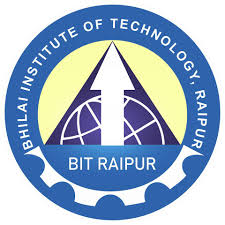 BHILAI INSTITUTE OF TECHNOLOGY, RAIPUR
BIT RAIPUR